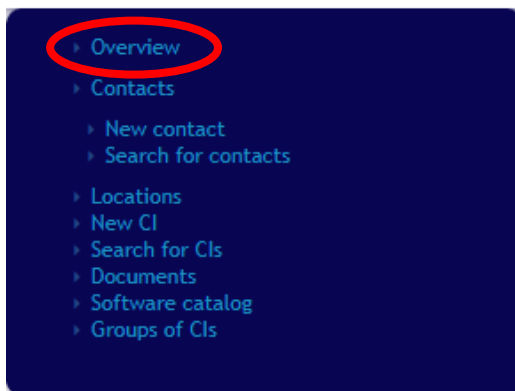 Overview
Contacts
New contact
Search for contacts
Locations
New CI
Search for CIs
Documents
Software catalog
Groups of CIs